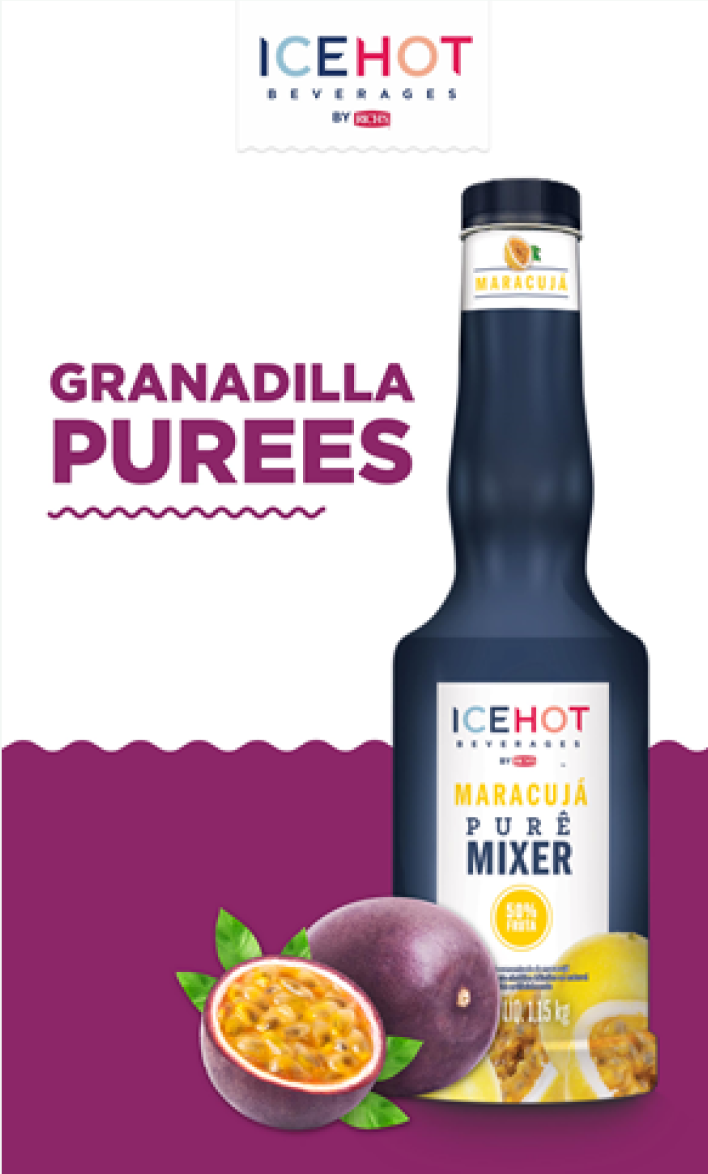 ICEHOT
BEVERAGES
BY RICH'S
GRANADILLA
PUREES
MARACUJÁ
ICEHOT
BEVERAGES
BY RICH'S
MARACUJÁ
PURÊ
MIXER
50%
FRUTA
LIQ. 1,15 kg